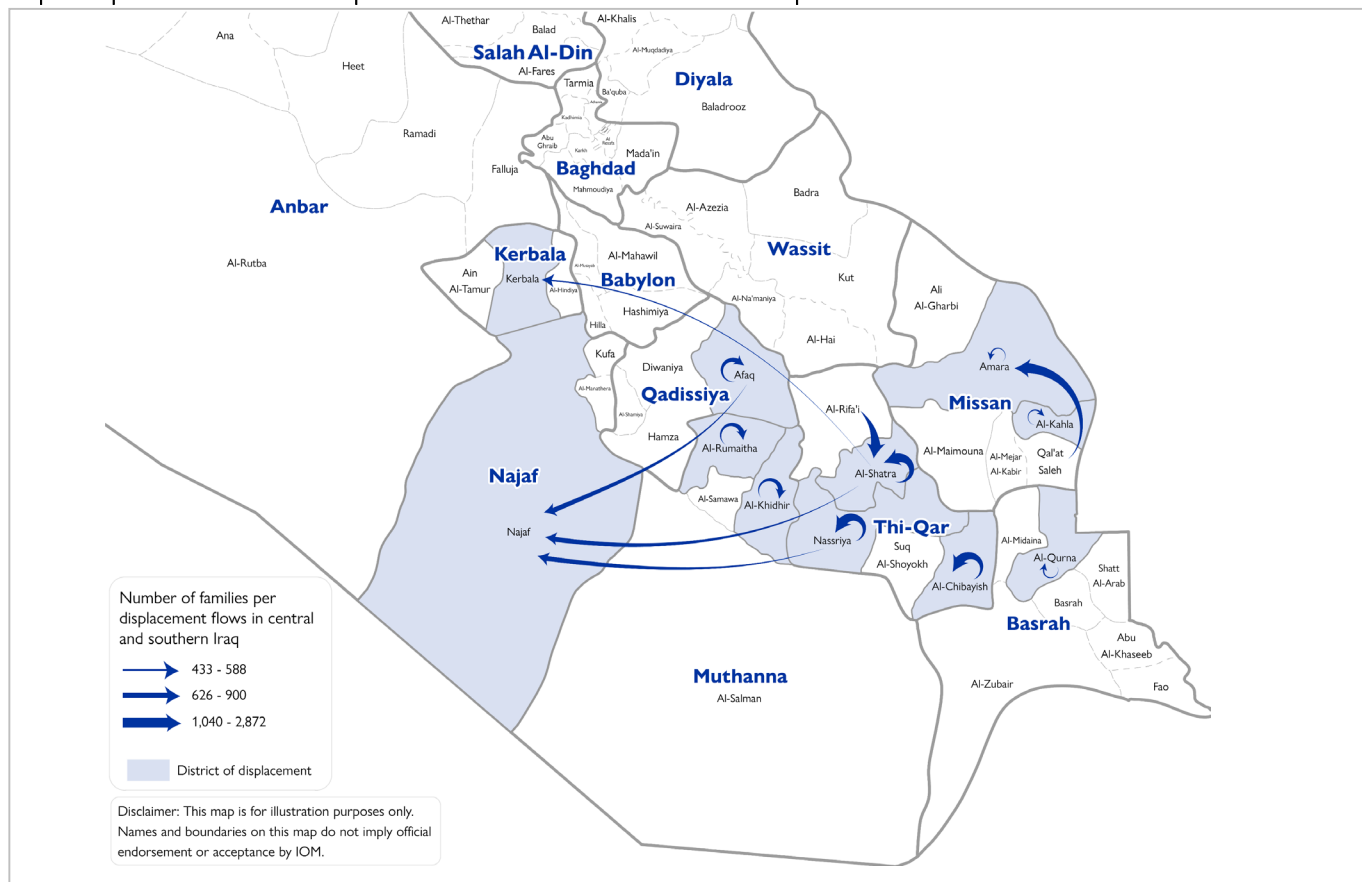 Ana
Al-Thethar
Al-Khalis
Balad
Salah Al-Din
Al-Muqdadiya
Heet
Al-Fares
Diyala
Tarmia
Ba'quba
Baladrooz
Kadhimia
Ramadi
Abu
Ghraib
Karkh
Mada'in
Falluja
Baghdad
Mahmoudiya
Badra
Anbar
Al-Azezia
Al-Suwaira
Wassit
Kerbala
Al-Mahawil
Al-Rutba
Ain
Al-Tamur
Kerbala
Babylon
Kut
Al-Hindiya
Ali
Al-Gharbi
Al-Na'maniya
Hashimiya
Hilla
Al-Hai
Kufa
Diwaniya
Afaq
Amara
Al-Manathera
Qadissiya
Missan
Al-Rifa'i
Al-Shamiya
Al-Kahla
Hamza
Al-Rumaitha
Al-Maimouna
Al-Mejar
Al-Kabir
Qal'at
Saleh
Najaf
Al-Shatra
Al-Samawa
Al-Khidhir
Thi-Qar
Najaf
Nassriya
Suq
Al-Shoyokh
Al-Midaina
Al-Qurna
Al-Chibayish
Shatt
Al-Arab
Basrah
Basrah
Abu
Al-Khaseeb
Muthanna
Al-Salman
Al-Zubair
Fao
Number of families per
displacement flows in central
and southern Iraq
433 - 588
626 - 900
1,040 - 2,872
District of displacement
Disclaimer: This map is for illustration purposes only.
Names and boundaries on this map do not imply official
endorsement or acceptance by IOM.